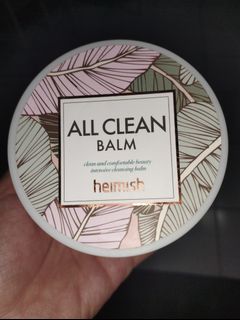 ALL CLEAN
BALM
clean and comfortable beauty
intensive cleansing balm
heimish